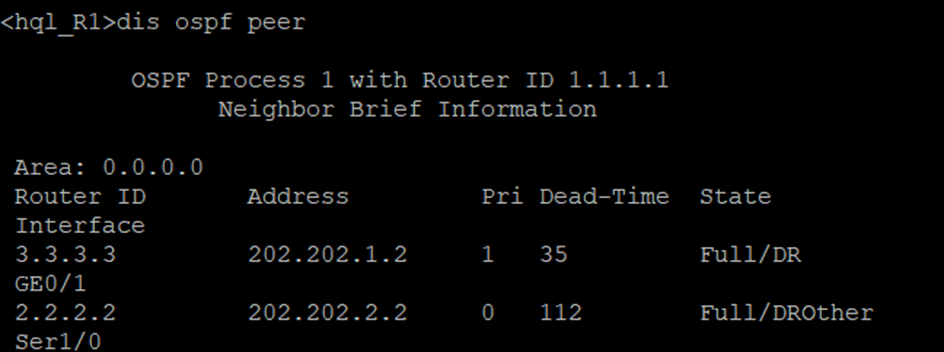 <hql_R1>dis ospf peer
OSPF Process 1 with Router ID 1.1.1.1
Neighbor Brief Information
Area: 0.0.0.0
Router ID Address Pri Dead-Time State
Interface
3.3.3.3 202.202.1.2 1 35 Full/DR
GE0/1
2.2.2.2 202.202.2.2 0 112 Full/DROther
Ser1/0